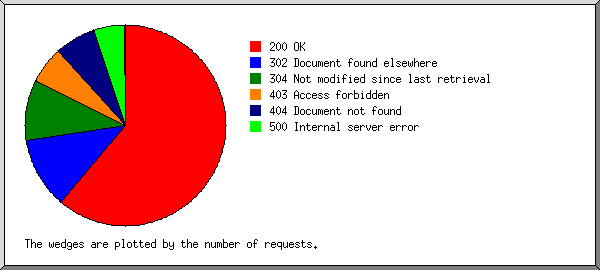 200 OK
302 Document found elsewhere
304 Not modified since last retrieval
403 Access forbidden
404 Document not found
500 Internal server error
The wedges are plotted by the number of requests.